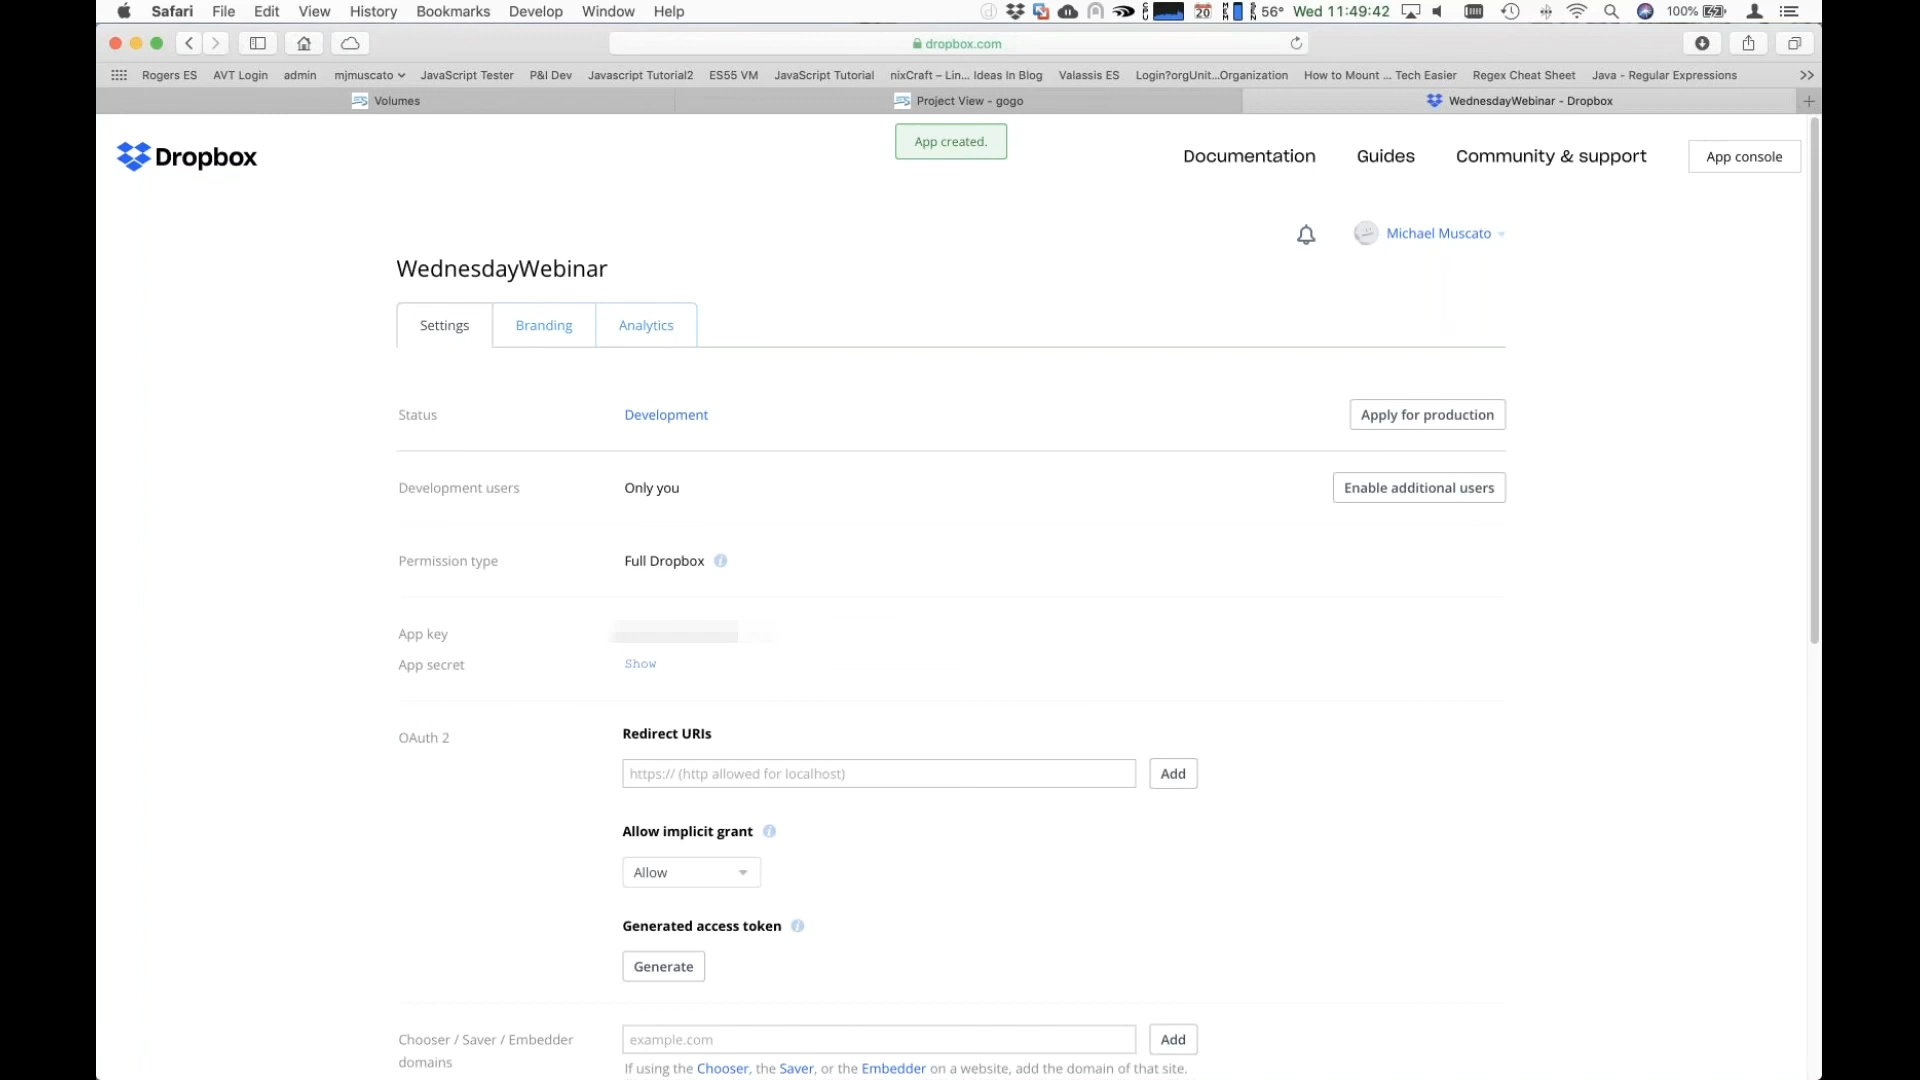 Safari File Edit View History Bookmarks Develop Window Help 20 56° Wed 11:49:42 100%
dropbox.com
Rogers ES AVT Login admin mjmuscato JavaScript Tester P&I Dev Javascript Tutorial2 ES55 VM JavaScript Tutorial nixCraft – Lin... Ideas In Blog Valassis ES Login?orgUnit...Organization How to Mount ... Tech Easier Regex Cheat Sheet Java - Regular Expressions
Volumes Project View - gogo WednesdayWebinar - Dropbox
App created.
Dropbox Documentation Guides Community & support App console
Michael Muscato
WednesdayWebinar
Settings Branding Analytics
Status Development Apply for production
Development users Only you Enable additional users
Permission type Full Dropbox
App key
App secret Show
OAuth 2 Redirect URIs
https:// (http allowed for localhost) Add
Allow implicit grant
Allow
Generated access token
Generate
Chooser / Saver / Embedder example.com Add
domains If using the Chooser, the Saver, or the Embedder on a website, add the domain of that site.